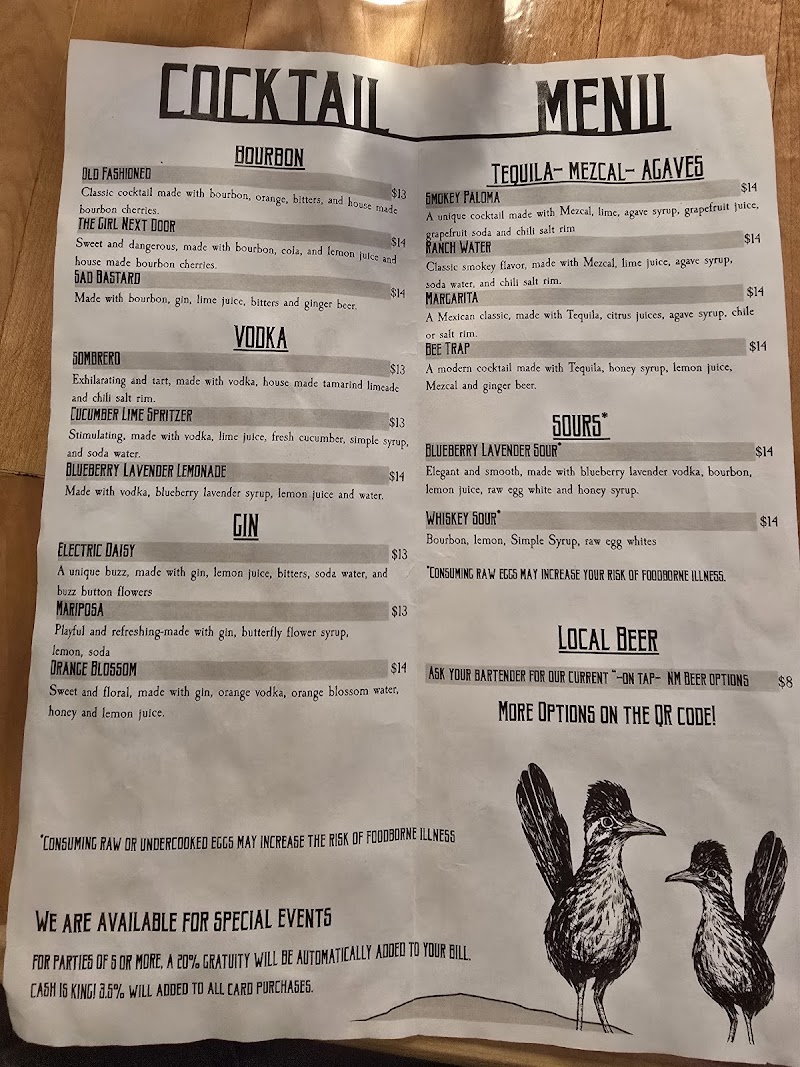 COCKTAIL MENU
BOURBON
OLD FASHIONED $13
Classic cocktail made with bourbon, orange, bitters, and house made
bourbon cherries.
THE GIRL NEXT DOOR $14
Sweet and dangerous, made with bourbon, cola, and lemon juice and
house made bourbon cherries.
SAD BASTARD $14
Made with bourbon, gin, lime juice, bitters and ginger beer.
VODKA
SOMBRERO $13
Exhilarating and tart, made with vodka, house made tamarind limeade
and chili salt rim.
CUCUMBER LIME SPRITZER $13
Stimulating, made with vodka, lime juice, fresh cucumber, simple syrup,
and soda water.
BLUEBERRY LAVENDER LEMONADE $14
Made with vodka, blueberry lavender syrup, lemon juice and water.
GIN
ELECTRIC DAISY $13
A unique buzz, made with gin, lemon juice, bitters, soda water, and
buzz button flowers
MARIPOSA $13
Playful and refreshing-made with gin, butterfly flower syrup,
lemon, soda
ORANGE BLOSSOM $14
Sweet and floral, made with gin, orange vodka, orange blossom water,
honey and lemon juice.
*CONSUMING RAW OR UNDERCOOKED EGGS MAY INCREASE THE RISK OF FOODBORNE ILLNESS
WE ARE AVAILABLE FOR SPECIAL EVENTS
FOR PARTIES OF 5 OR MORE, A 20% GRATUITY WILL BE AUTOMATICALLY ADDED TO YOUR BILL.
CASH IS KING! 3.5% WILL ADDED TO ALL CARD PURCHASES.
TEQUILA- MEZCAL- AGAVES
SMOKEY PALOMA $14
A unique cocktail made with Mezcal, lime, agave syrup, grapefruit juice,
grapefruit soda and chili salt rim
RANCH WATER $14
Classic smokey flavor, made with Mezcal, lime juice, agave syrup,
soda water, and chili salt rim.
MARGARITA $14
A Mexican classic, made with Tequila, citrus juices, agave syrup, chile
or salt rim.
BEE TRAP $14
A modern cocktail made with Tequila, honey syrup, lemon juice,
Mezcal and ginger beer.
SOURS*
BLUEBERRY LAVENDER SOUR* $14
Elegant and smooth, made with blueberry lavender vodka, bourbon,
lemon juice, raw egg white and honey syrup.
WHISKEY SOUR* $14
Bourbon, lemon, Simple Syrup, raw egg whites
*CONSUMING RAW EGGS MAY INCREASE YOUR RISK OF FOODBORNE ILLNESS.
LOCAL BEER
ASK YOUR BARTENDER FOR OUR CURRENT "-ON TAP- NM BEER OPTIONS $8
MORE OPTIONS ON THE QR CODE!